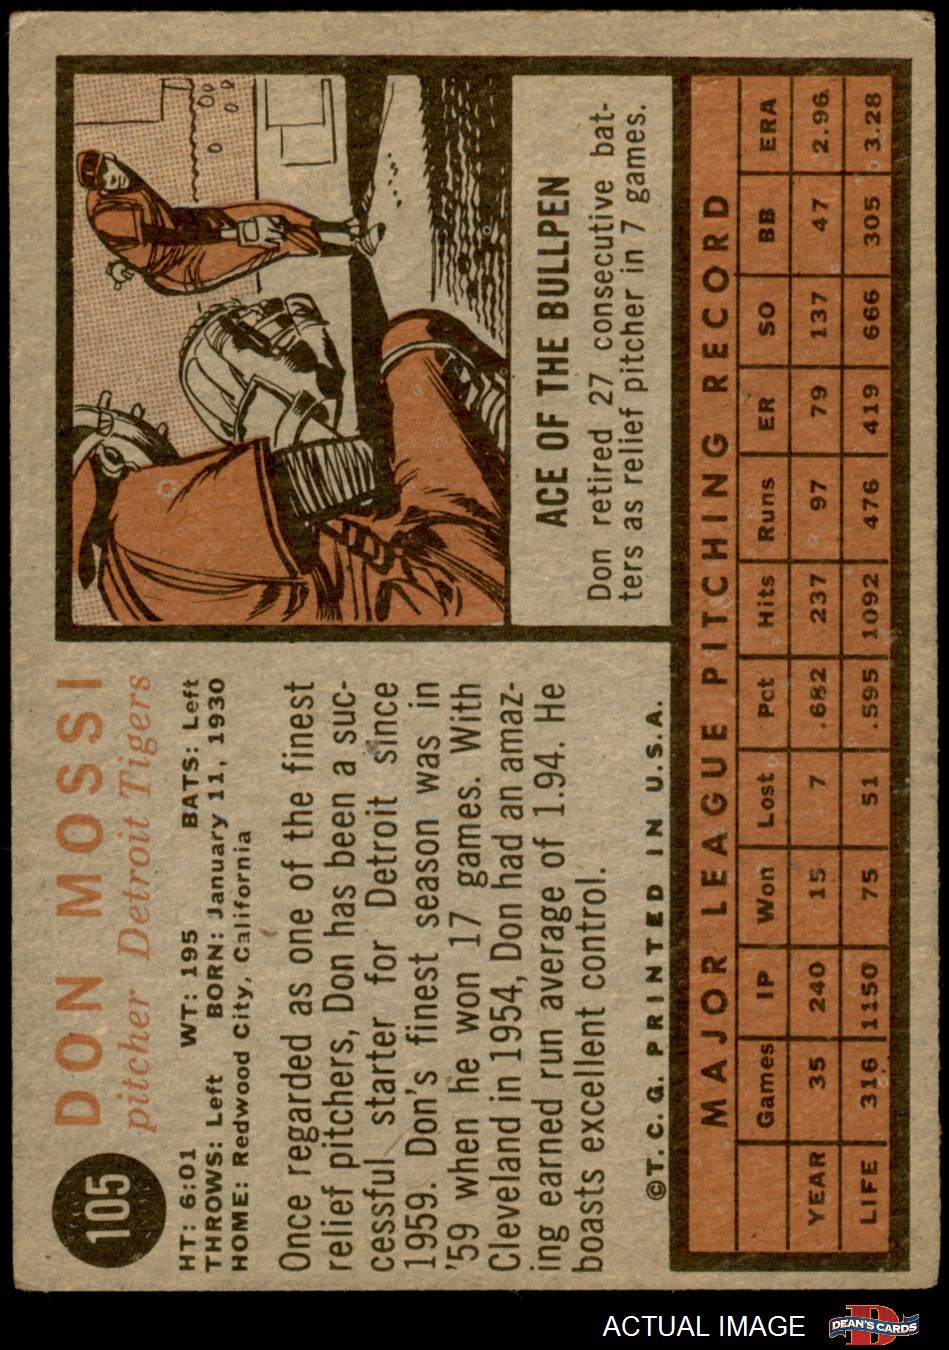 105
DON MOSSI
pitcher Detroit Tigers
HT: 6:01 WT: 195 BATS: Left
THROWS: Left BORN: January 11, 1930
HOME: Redwood City, California
Once regarded as one of the finest
relief pitchers, Don has been a suc-
cessful starter for Detroit since
1959. Don's finest season was in
'59 when he won 17 games. With
Cleveland in 1954, Don had an amaz-
ing earned run average of 1.94. He
boasts excellent control.
©T. C. G. PRINTED IN U.S.A.
ACE OF THE BULLPEN
Don retired 27 consecutive bat-
ters as relief pitcher in 7 games.
MAJOR LEAGUE PITCHING RECORD
Games IP Won Lost Pct Hits Runs ER SO BB ERA
YEAR 35 240 15 7 .682 237 97 79 137 47 2.96
LIFE 316 1150 75 51 .595 1092 476 419 666 305 3.28
ACTUAL IMAGE
DEAN'S CARDS